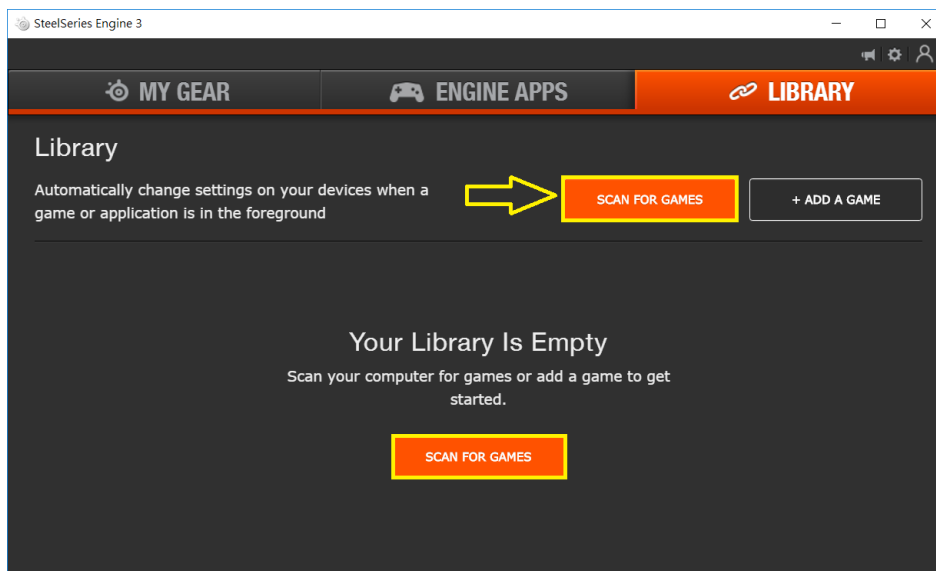 SteelSeries Engine 3
MY GEAR
ENGINE APPS
LIBRARY
Library
Automatically change settings on your devices when a
game or application is in the foreground
SCAN FOR GAMES
+ ADD A GAME
Your Library Is Empty
Scan your computer for games or add a game to get
started.
SCAN FOR GAMES